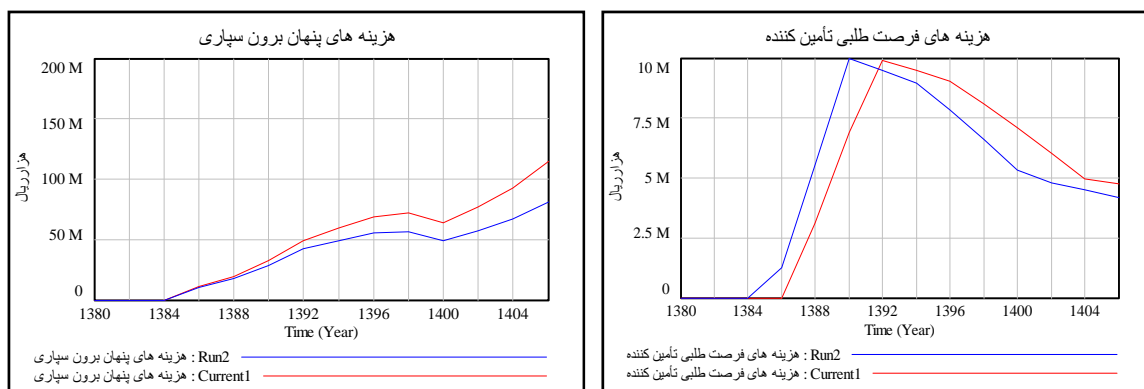 هزینه های پنهان برون سپاری
200 M
150 M
100 M
50 M
0
هزار ریال
1380 1384 1388 1392 1396 1400 1404
Time (Year)
هزینه های پنهان برون سپاری : Run2
هزینه های پنهان برون سپاری : Current1
هزینه های فرصت طلبی تأمین کننده
10 M
7.5 M
5 M
2.5 M
0
هزار ریال
1380 1384 1388 1392 1396 1400 1404
Time (Year)
هزینه های فرصت طلبی تأمین کننده : Run2
هزینه های فرصت طلبی تأمین کننده : Current1